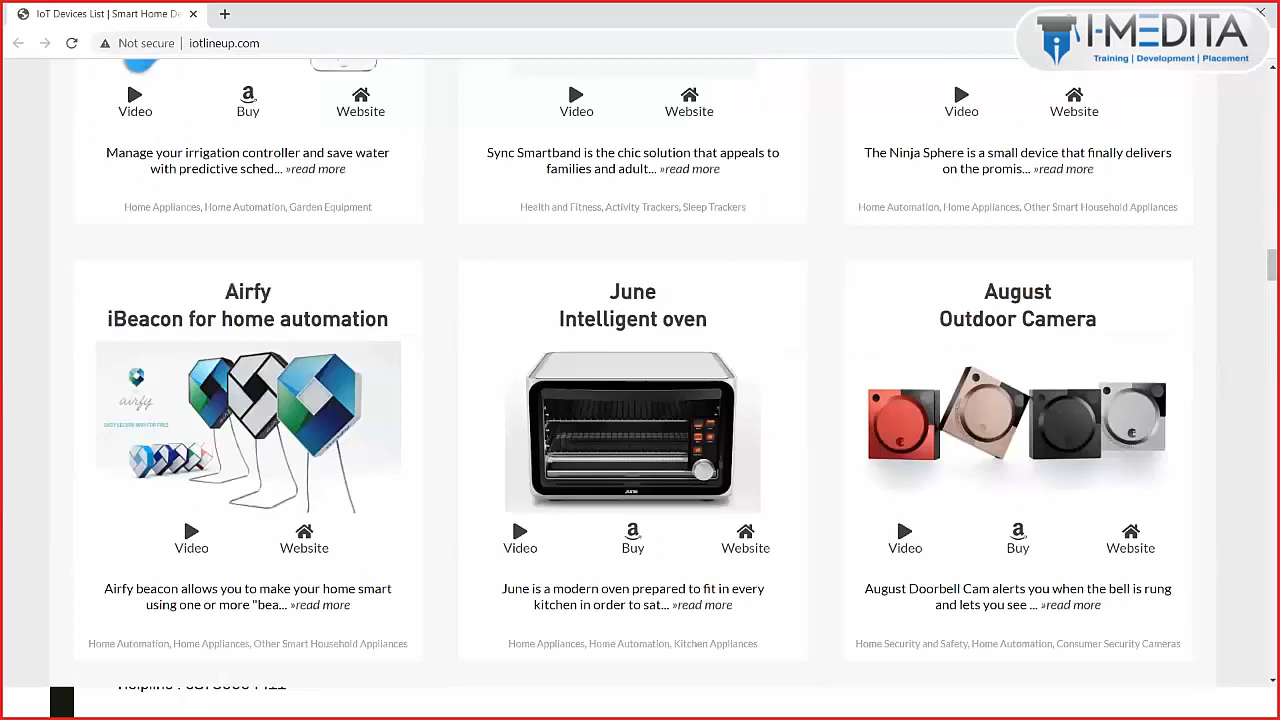 IoT Devices List | Smart Home De
Not secure | iotlineup.com
I-MEDITA
Training | Development | Placement
Video
Buy
Website
Manage your irrigation controller and save water
with predictive sched... »read more
Home Appliances, Home Automation, Garden Equipment
Video
Website
Sync Smartband is the chic solution that appeals to
families and adult... »read more
Health and Fitness, Activity Trackers, Sleep Trackers
Video
Website
The Ninja Sphere is a small device that finally delivers
on the promis... »read more
Home Automation, Home Appliances, Other Smart Household Appliances
Airfy
iBeacon for home automation
airfy
EASY SECURE WIFI FOR FREE
Video
Website
Airfy beacon allows you to make your home smart
using one or more "bea... »read more
Home Automation, Home Appliances, Other Smart Household Appliances
June
Intelligent oven
june
Video
Buy
Website
June is a modern oven prepared to fit in every
kitchen in order to sat... »read more
Home Appliances, Home Automation, Kitchen Appliances
August
Outdoor Camera
Video
Buy
Website
August Doorbell Cam alerts you when the bell is rung
and lets you see ... »read more
Home Security and Safety, Home Automation, Consumer Security Cameras